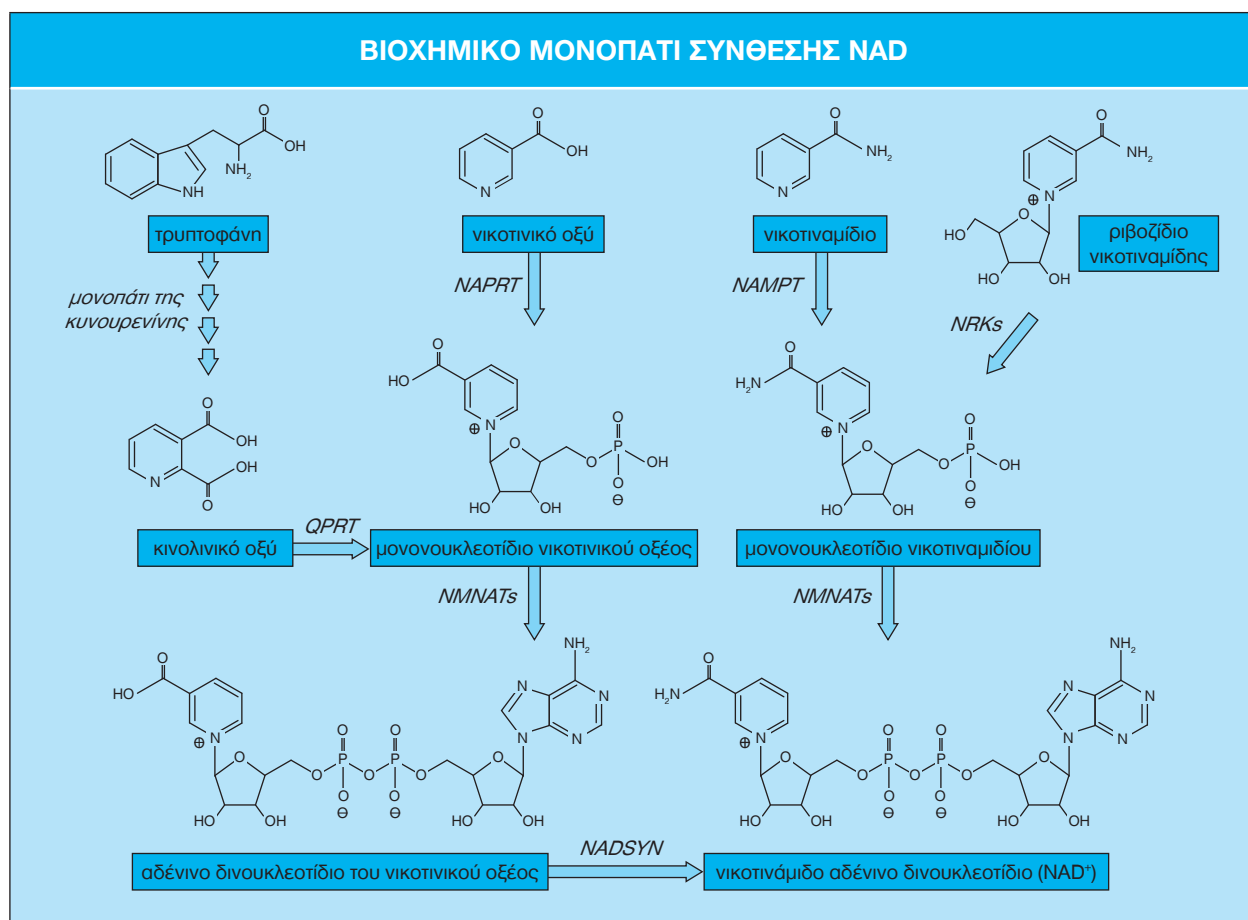 ΒΙΟΧΗΜΙΚΟ ΜΟΝΟΠΑΤΙ ΣΥΝΘΕΣΗΣ NAD
O
OH
NH₂
NH
τρυπτοφάνη
O
OH
N
νικοτινικό οξύ
O
NH₂
N
νικοτιναμίδιο
O
NH₂
N
⊕
O
HO
HO
OH
ριβοζίδιο
νικοτιναμίδης
μονοπάτι της
κυνουρενίνης
NAPRT
NAMPT
NRKs
O
OH
OH
N
O
κινολινικό οξύ
QPRT
O
HO
N
⊕
O
O
O
P
OH
O
⊖
HO
OH
μονονουκλεοτίδιο νικοτινικού οξέος
O
H₂N
N
⊕
O
O
O
P
OH
O
⊖
HO
OH
μονονουκλεοτίδιο νικοτιναμιδίου
NMNATs
NMNATs
O
HO
N
⊕
O
O
O
O
P
O
P
O
O
O
⊖
⊖
HO
OH
NH₂
N
N
N
N
O
HO
OH
αδένινο δινουκλεοτίδιο του νικοτινικού οξέος
NADSYN
O
H₂N
N
⊕
O
O
O
O
P
O
P
O
O
O
⊖
⊖
HO
OH
NH₂
N
N
N
N
O
HO
OH
νικοτινάμιδο αδένινο δινουκλεοτίδιο (NAD⁺)